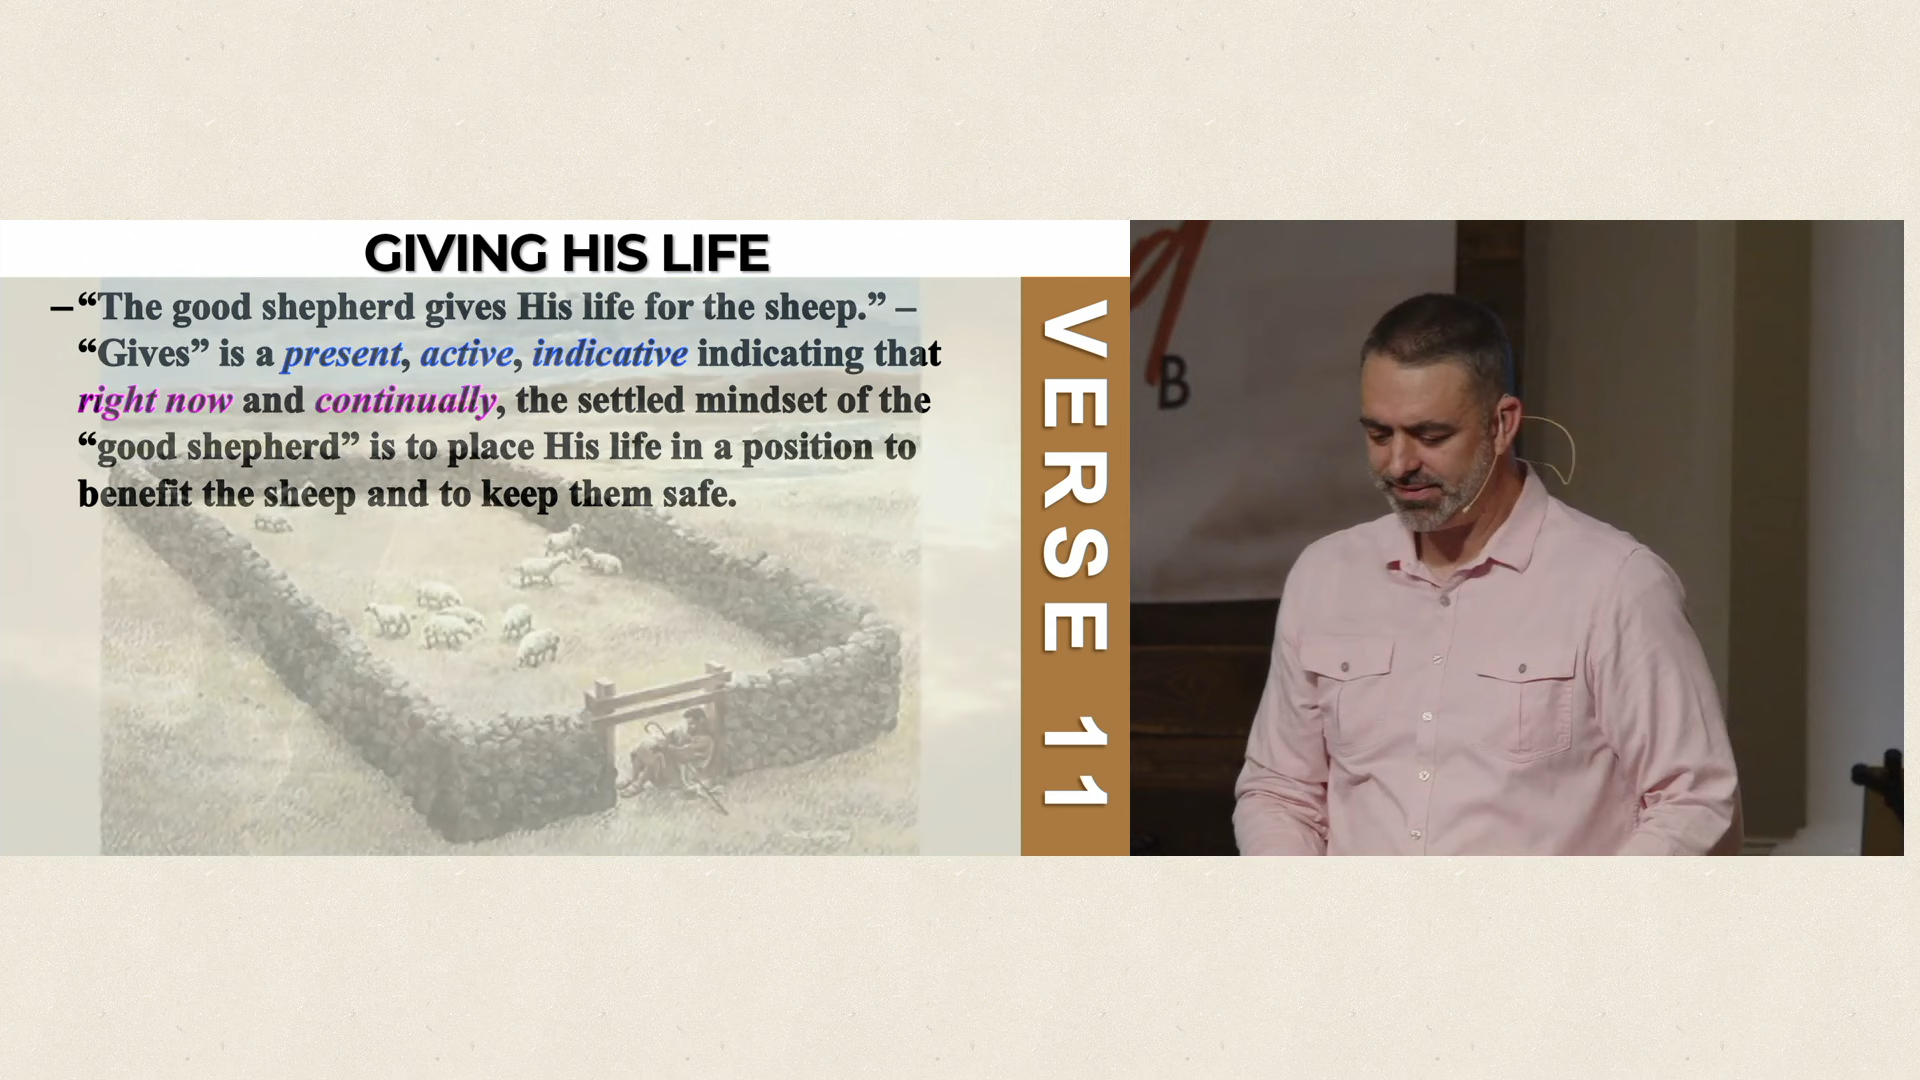 GIVING HIS LIFE
–“The good shepherd gives His life for the sheep.” –
“Gives” is a present, active, indicative indicating that
right now and continually, the settled mindset of the
“good shepherd” is to place His life in a position to
benefit the sheep and to keep them safe.
VERSE 11
B